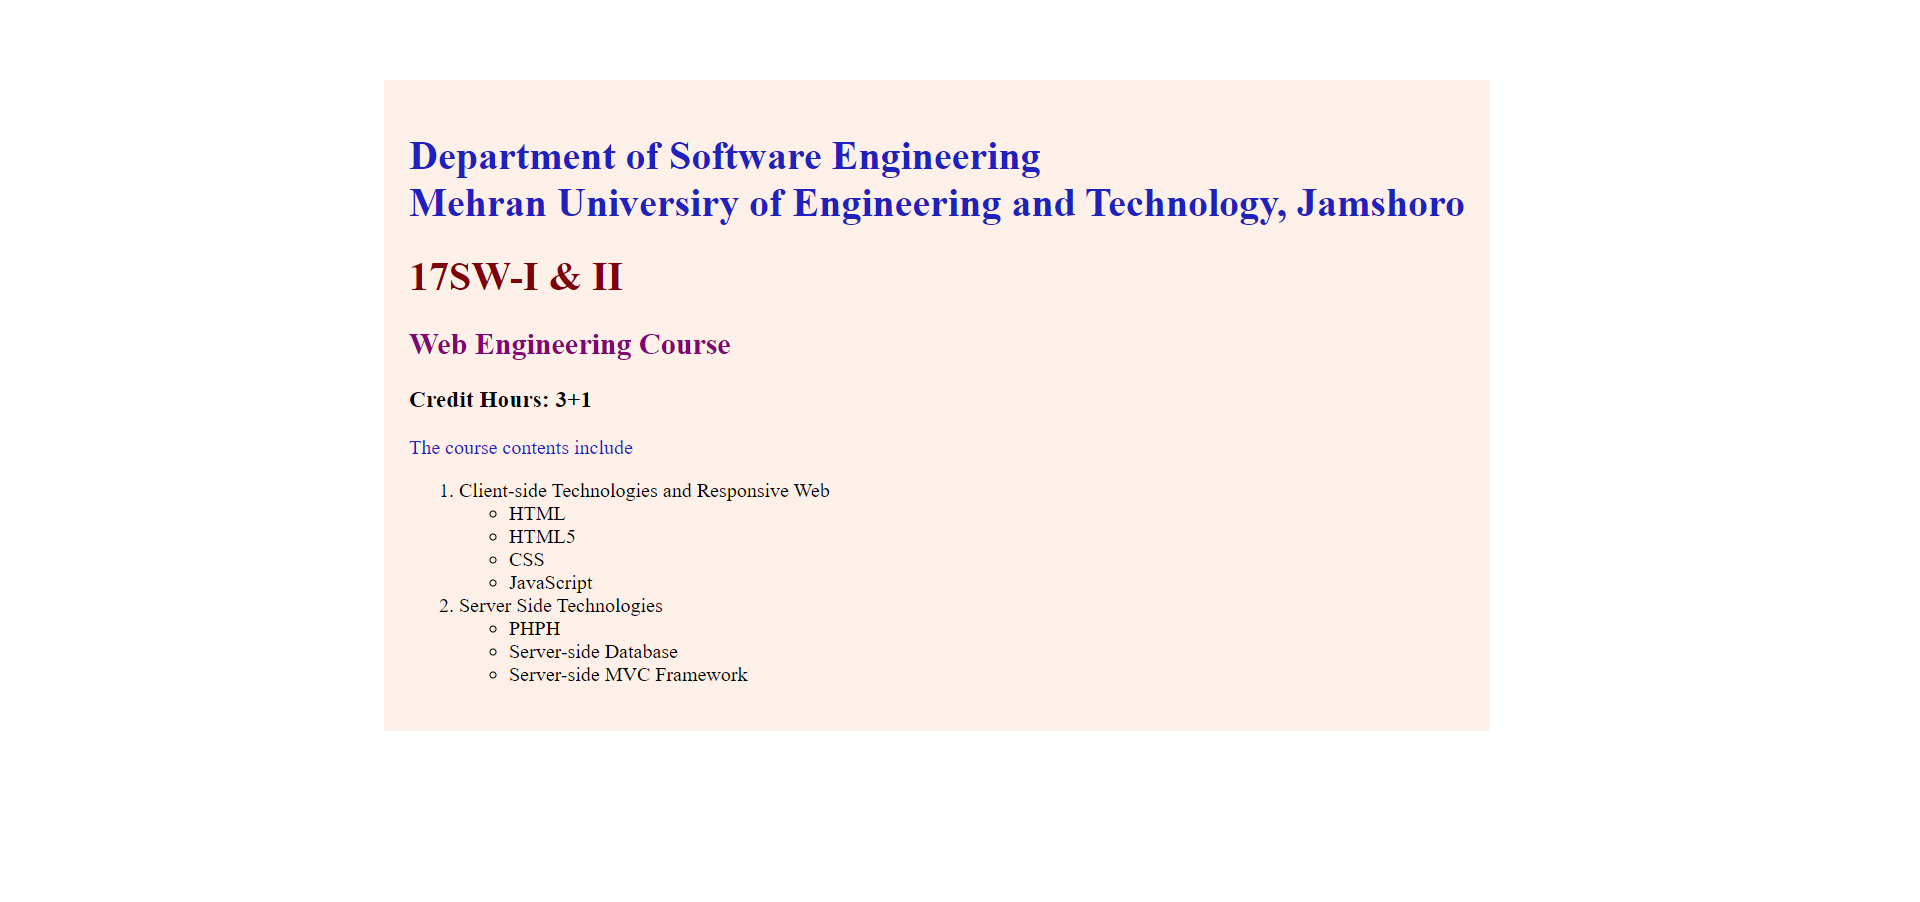 Department of Software Engineering
Mehran Universiry of Engineering and Technology, Jamshoro
17SW-I & II
Web Engineering Course
Credit Hours: 3+1
The course contents include
1. Client-side Technologies and Responsive Web
HTML
HTML5
CSS
JavaScript
2. Server Side Technologies
PHPH
Server-side Database
Server-side MVC Framework